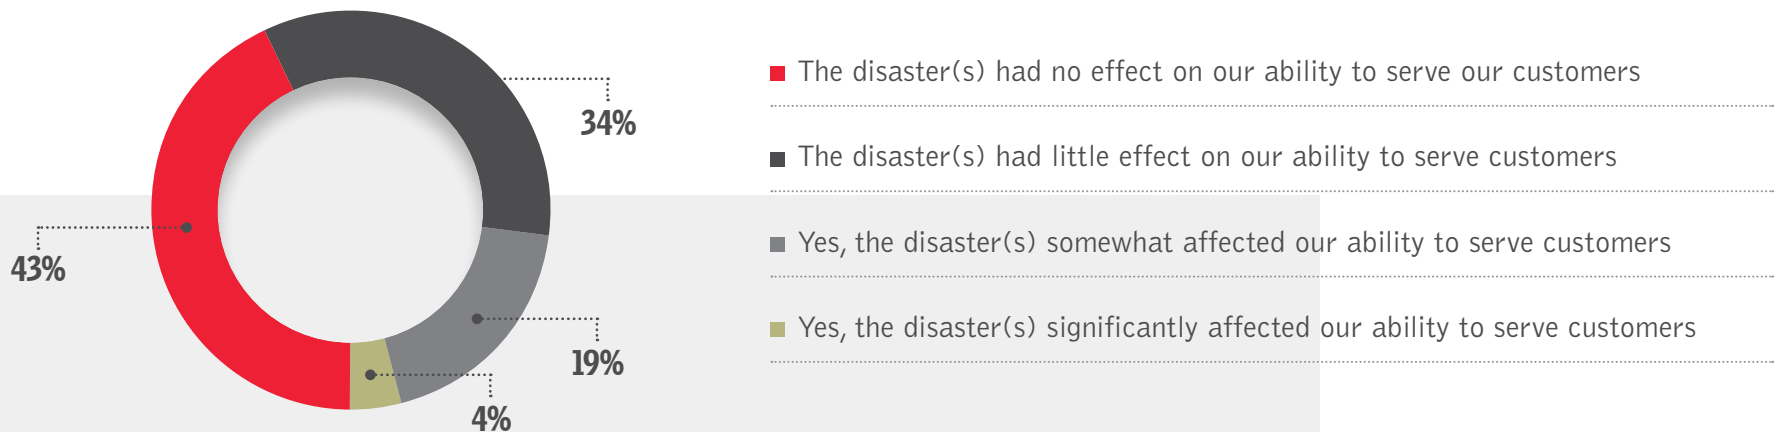 34%
43%
19%
4%
The disaster(s) had no effect on our ability to serve our customers
The disaster(s) had little effect on our ability to serve customers
Yes, the disaster(s) somewhat affected our ability to serve customers
Yes, the disaster(s) significantly affected our ability to serve customers